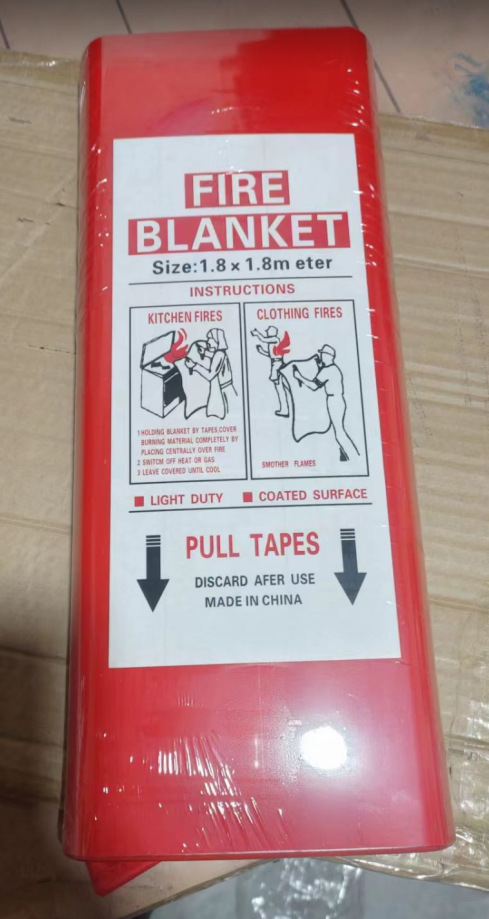 FIRE
BLANKET
Size:1.8 x 1.8m eter
INSTRUCTIONS
KITCHEN FIRES
1 HOLDING BLANKET BY TAPES,COVER
BURNING MATERIAL COMPLETELY BY
PLACING CENTRALLY OVER FIRE
2 SWITCM OFF HEAT OR GAS
3 LEAVE COVERED UNTIL COOL
CLOTHING FIRES
SMOTHER FLAMES
LIGHT DUTY
COATED SURFACE
PULL TAPES
DISCARD AFER USE
MADE IN CHINA